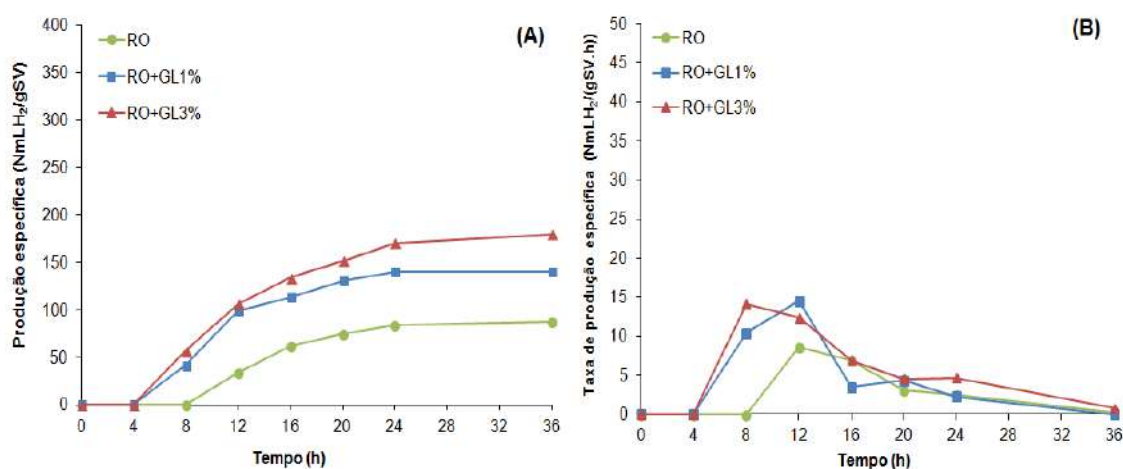 (A)
Produção específica (NmLH₂/gSV)
400
350
300
250
200
150
100
50
0
RO
RO+GL1%
RO+GL3%
0 4 8 12 16 20 24 28 32 36
Tempo (h)
(B)
Taxa de produção específica (NmLH₂/(gSV.h))
50
45
40
35
30
25
20
15
10
5
0
RO
RO+GL1%
RO+GL3%
0 4 8 12 16 20 24 28 32 36
Tempo (h)